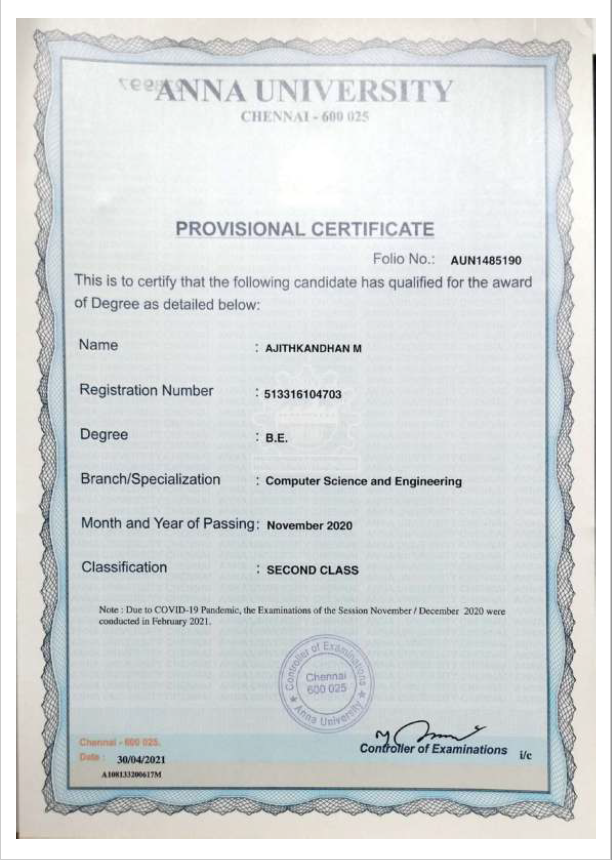 ANNA UNIVERSITY
CHENNAI - 600 025
PROVISIONAL CERTIFICATE
Folio No.: AUN1485190
This is to certify that the following candidate has qualified for the award
of Degree as detailed below:
Name : AJITHKANDHAN M
Registration Number : 513316104703
Degree : B.E.
Branch/Specialization : Computer Science and Engineering
Month and Year of Passing : November 2020
Classification : SECOND CLASS
Note : Due to COVID-19 Pandemic, the Examinations of the Session November / December 2020 were
conducted in February 2021.
Controller of Examinations
Chennai
600 025
Anna University
Chennai - 600 025.
Date : 30/04/2021
A108133200617M
Controller of Examinations i/c